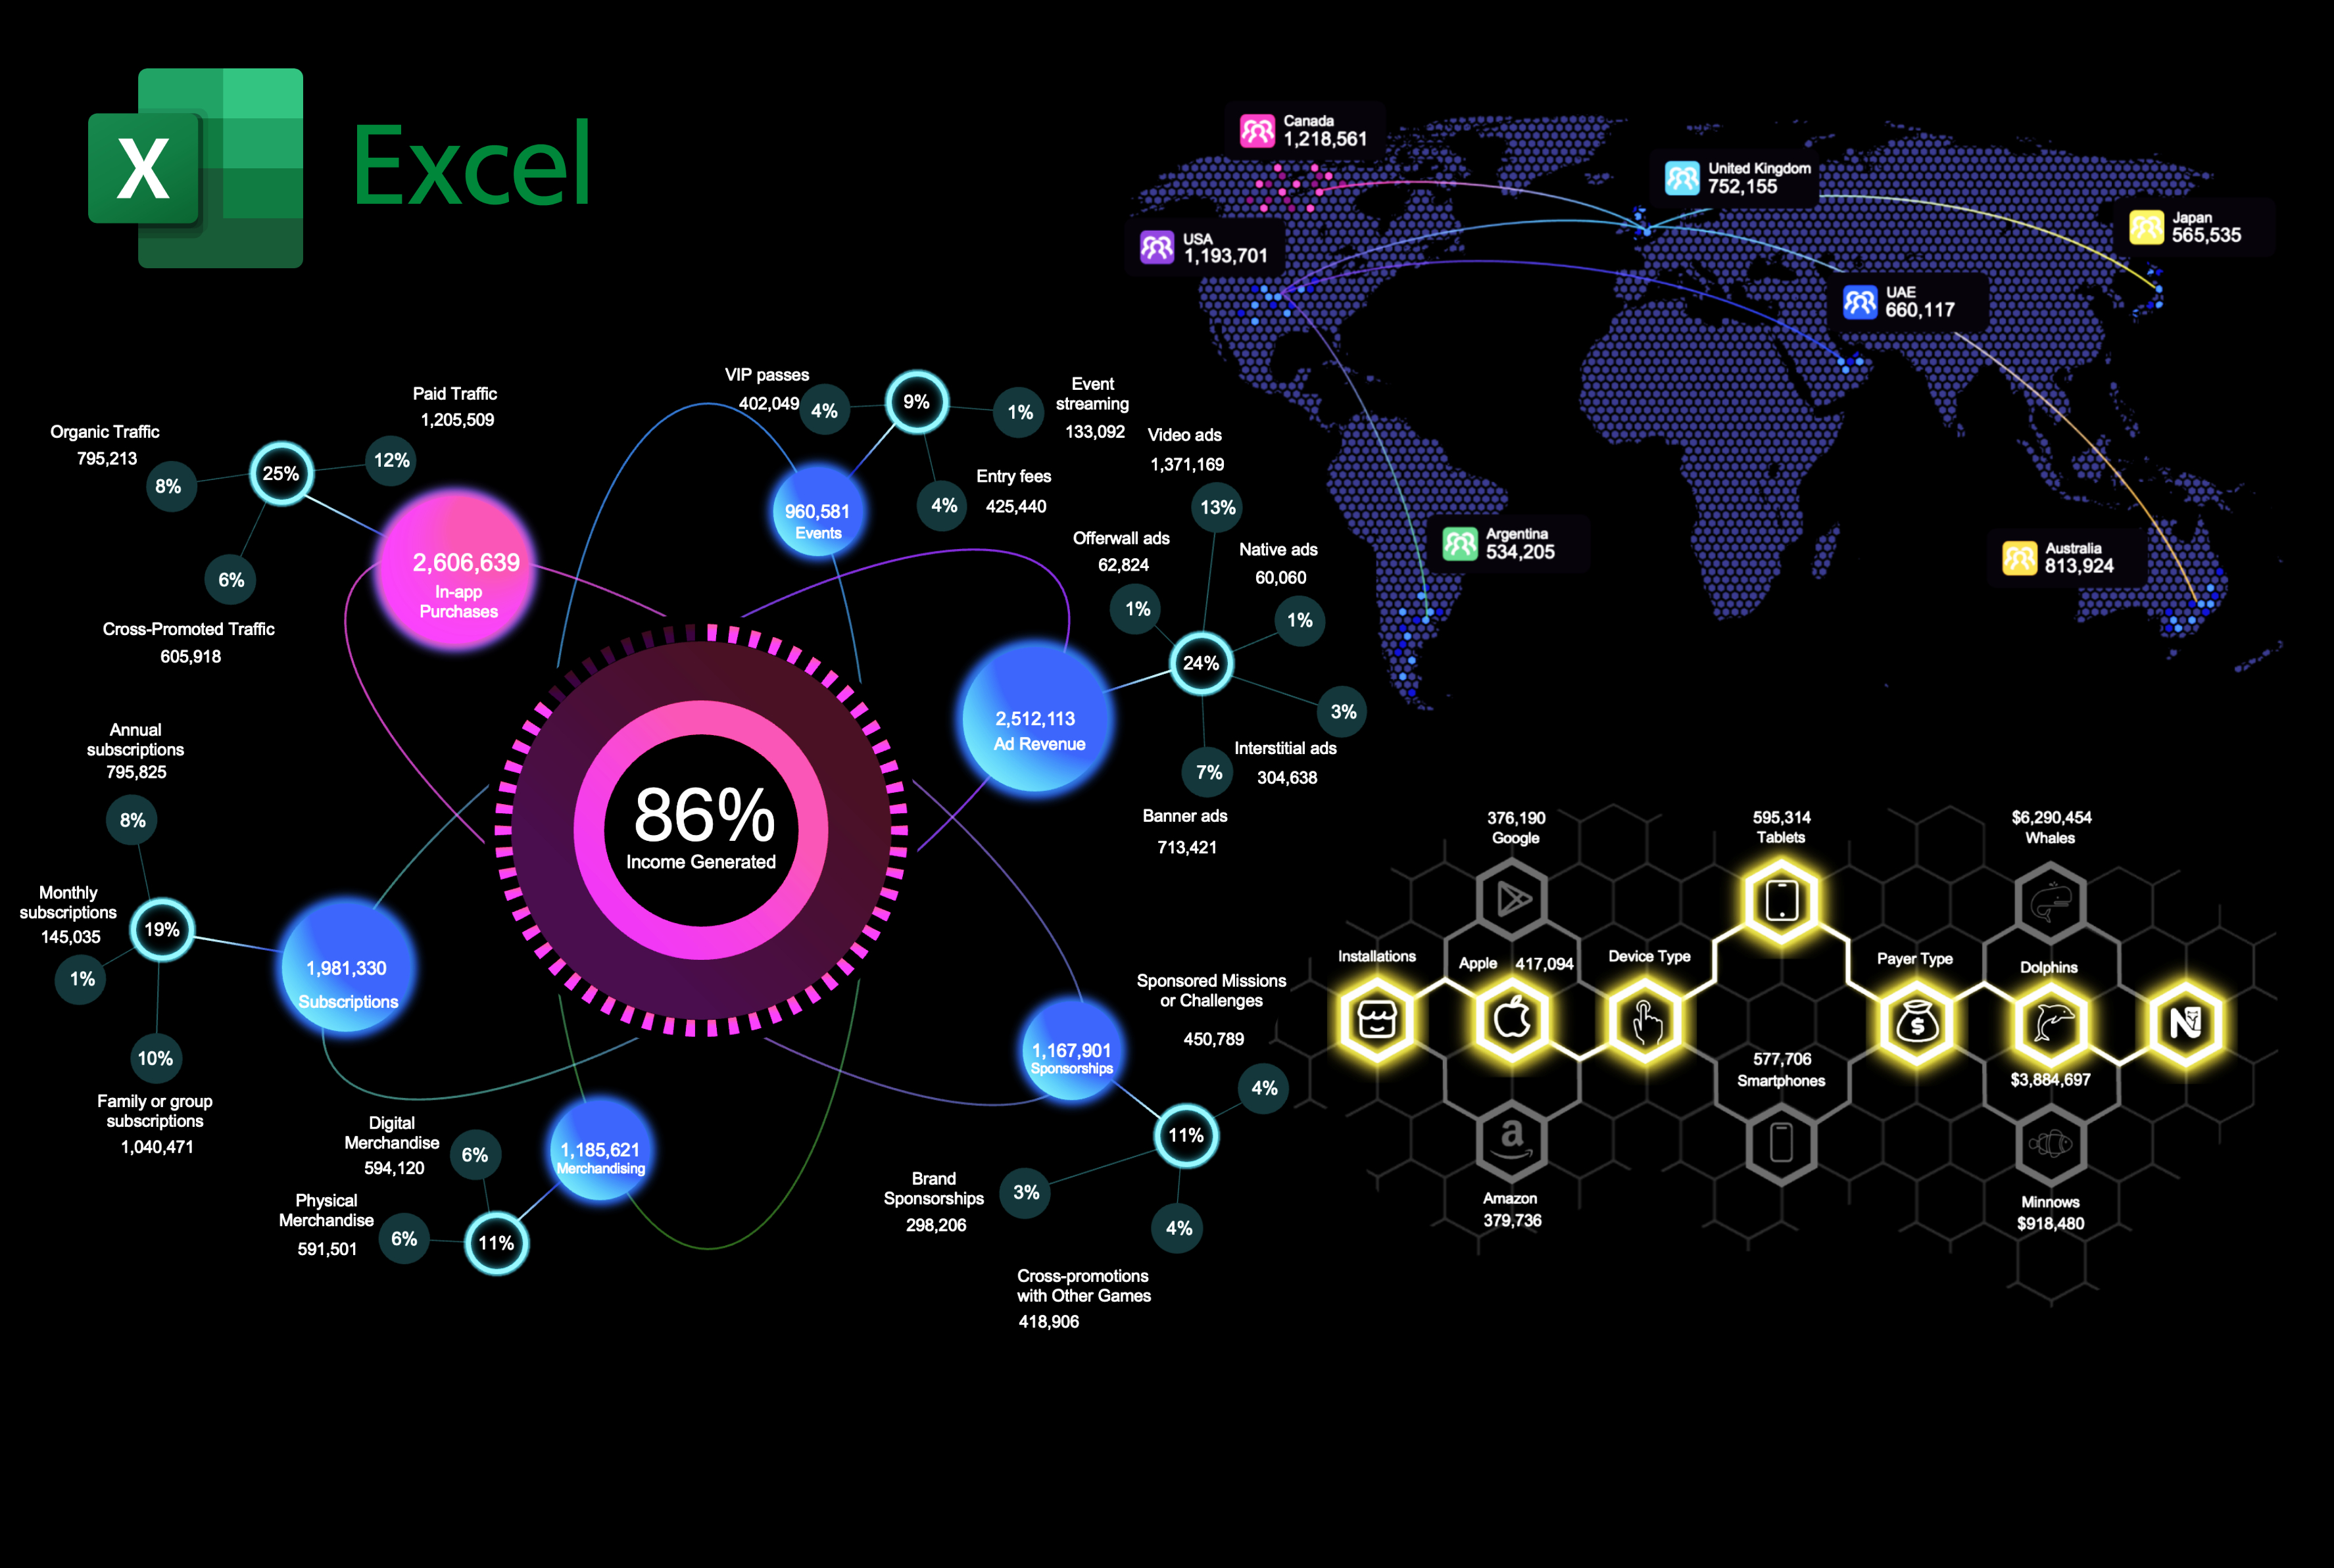 X
Excel
Canada
1,218,561
United Kingdom
752,155
Japan
565,535
USA
1,193,701
UAE
660,117
Argentina
534,205
Australia
813,924
Paid Traffic
1,205,509
12%
Organic Traffic
795,213
8%
25%
6%
Cross-Promoted Traffic
605,918
2,606,639
In-app
Purchases
VIP passes
402,049
4%
9%
1%
Event
streaming
133,092
Entry fees
425,440
4%
960,581
Events
Video ads
1,371,169
13%
Offerwall ads
62,824
1%
Native ads
60,060
1%
24%
3%
Interstitial ads
304,638
7%
Banner ads
713,421
2,512,113
Ad Revenue
86%
Income Generated
Annual
subscriptions
795,825
8%
Monthly
subscriptions
145,035
1%
19%
10%
Family or group
subscriptions
1,040,471
1,981,330
Subscriptions
Digital
Merchandise
594,120
6%
Physical
Merchandise
591,501
6%
11%
1,185,621
Merchandising
1,167,901
Sponsorships
Sponsored Missions
or Challenges
450,789
4%
11%
Brand
Sponsorships
298,206
3%
4%
Cross-promotions
with Other Games
418,906
376,190
Google
595,314
Tablets
$6,290,454
Whales
Installations
Apple 417,094
Device Type
Payer Type
Dolphins
$3,884,697
577,706
Smartphones
Amazon
379,736
Minnows
$918,480